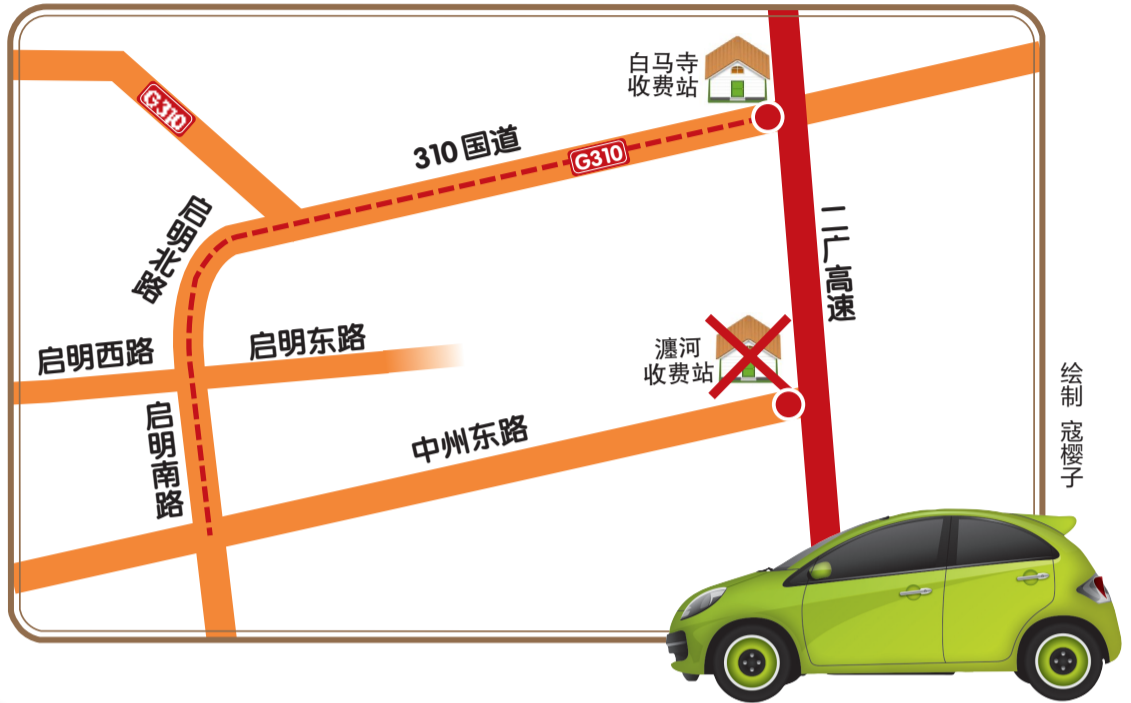 白马寺
收费站
G310
310国道
G310
启明北路
二广高速
启明西路
启明东路
瀍河
收费站
启明南路
中州东路
绘制 寇樱子